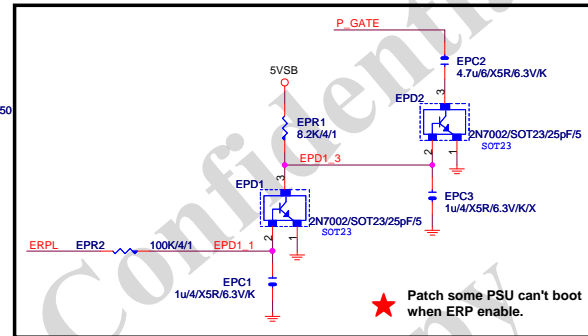 P_GATE
EPC2
4.7u/6/X5R/6.3V/K
5VSB
3
EPD2
50
EPR1
8.2K/4/1
2N7002/SOT23/25pF/5
SOT23
2
1
EPD1_3
3
EPD1
EPC3
1u/4/X5R/6.3V/K/X
2N7002/SOT23/25pF/5
SOT23
2
1
ERPL
EPR2
100K/4/1
EPD1_1
EPC1
1u/4/X5R/6.3V/K
Patch some PSU can't boot
when ERP enable.
Confidential